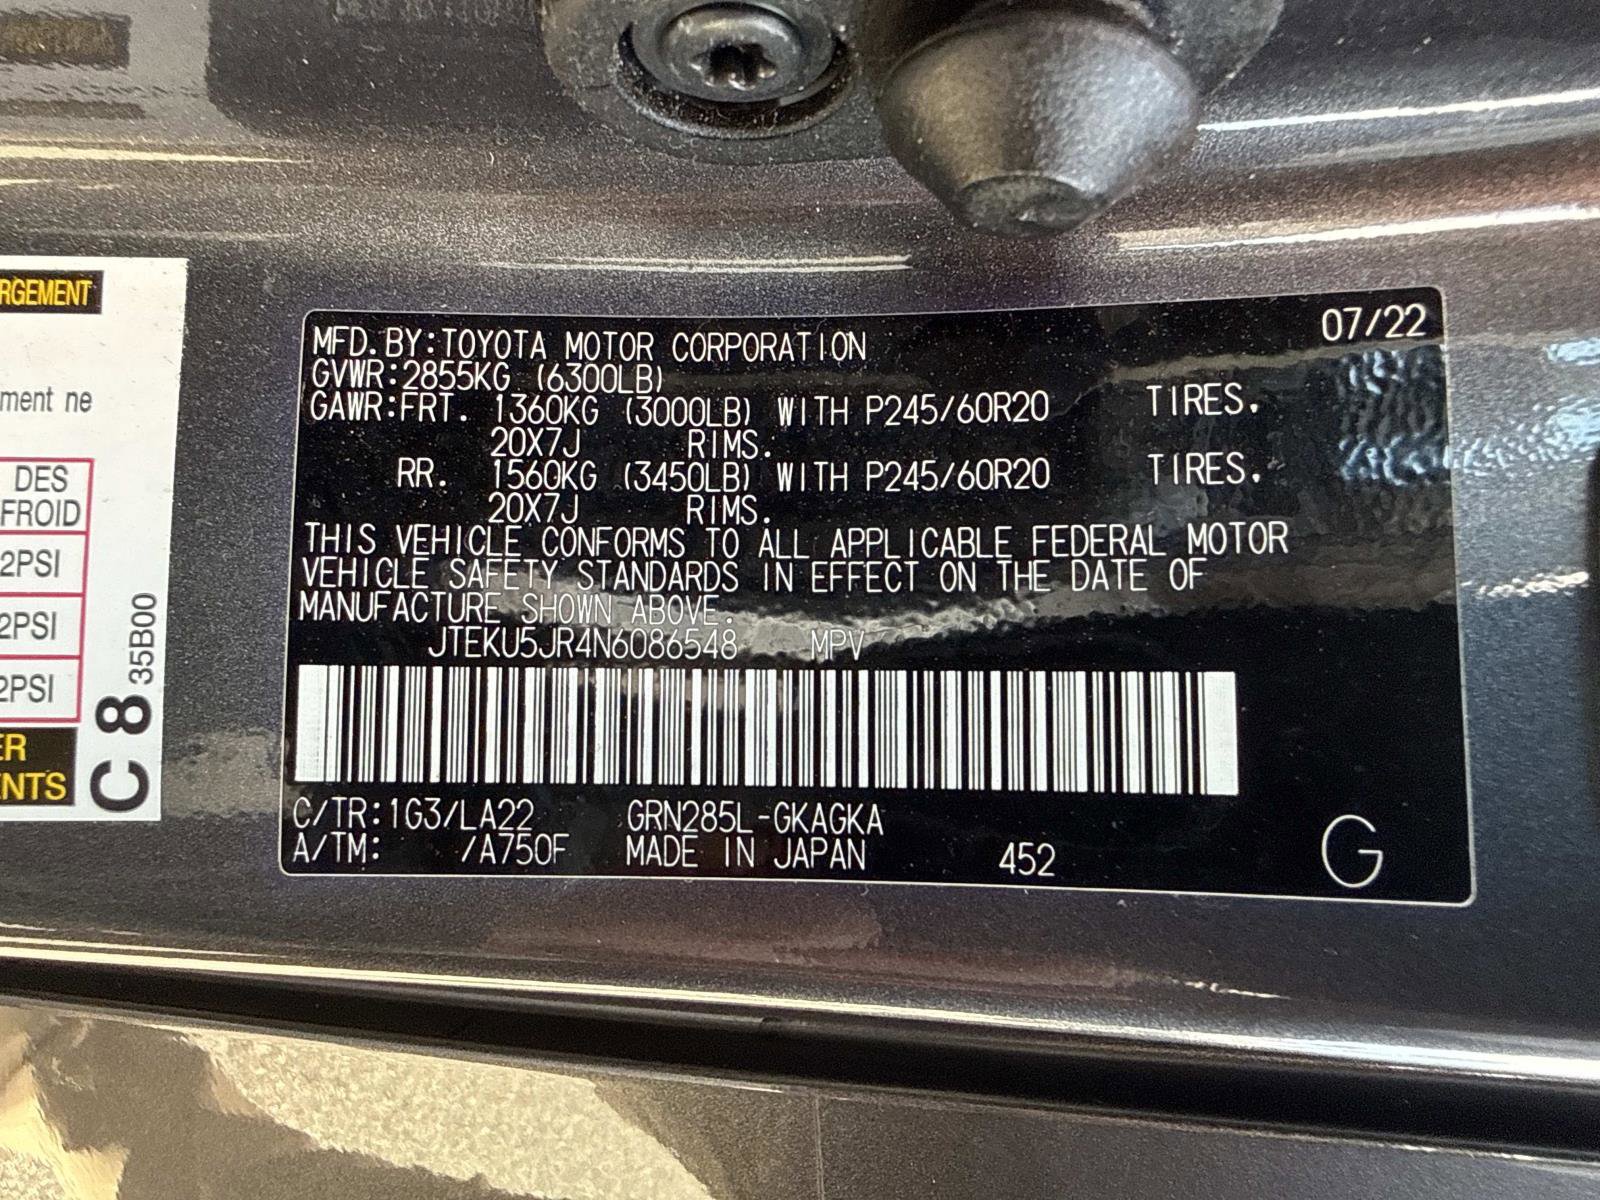 RGEMENT
ment ne
DES
FROID
2PSI
2PSI
2PSI
ER
NTS
C 8 35B00
07/22
MFD. BY: TOYOTA MOTOR CORPORATION
GVWR: 2855KG (6300LB)
GAWR: FRT. 1360KG (3000LB) WITH P245/60R20 TIRES.
20X7J RIMS.
RR. 1560KG (3450LB) WITH P245/60R20 TIRES.
20X7J RIMS.
THIS VEHICLE CONFORMS TO ALL APPLICABLE FEDERAL MOTOR
VEHICLE SAFETY STANDARDS IN EFFECT ON THE DATE OF
MANUFACTURE SHOWN ABOVE.
JTEKU5JR4N6086548 MPV
C/TR: 1G3/LA22 GRN285L-GKAGKA
A/TM: /A750F MADE IN JAPAN 452 G